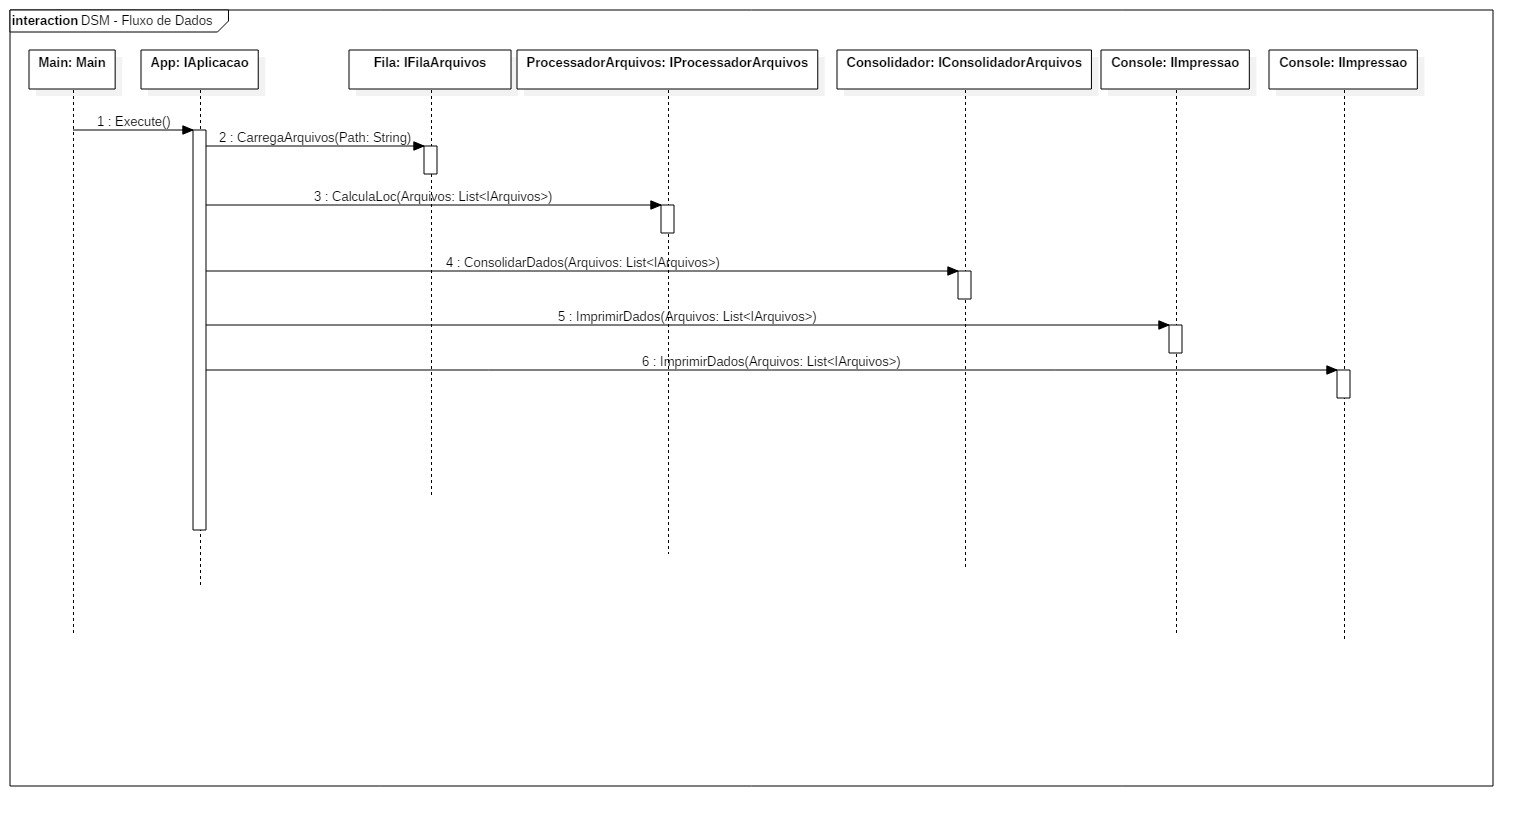 interaction DSM - Fluxo de Dados
Main: Main
App: IAplicacao
Fila: IFilaArquivos
ProcessadorArquivos: IProcessadorArquivos
Consolidador: IConsolidadorArquivos
Console: IImpressao
Console: IImpressao
1 : Execute()
2 : CarregaArquivos(Path: String)
3 : CalculaLoc(Arquivos: List<IArquivos>)
4 : ConsolidarDados(Arquivos: List<IArquivos>)
5 : ImprimirDados(Arquivos: List<IArquivos>)
6 : ImprimirDados(Arquivos: List<IArquivos>)